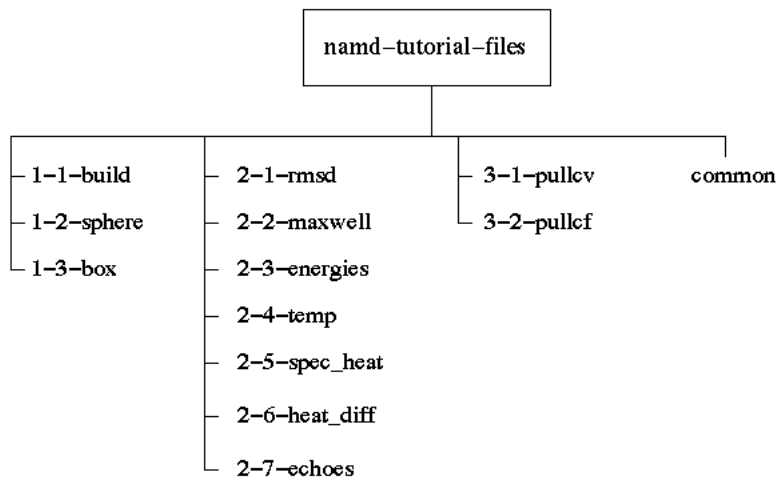 namd-tutorial-files
1-1-build
1-2-sphere
1-3-box
2-1-rmsd
2-2-maxwell
2-3-energies
2-4-temp
2-5-spec_heat
2-6-heat_diff
2-7-echoes
3-1-pullcv
3-2-pullcf
common